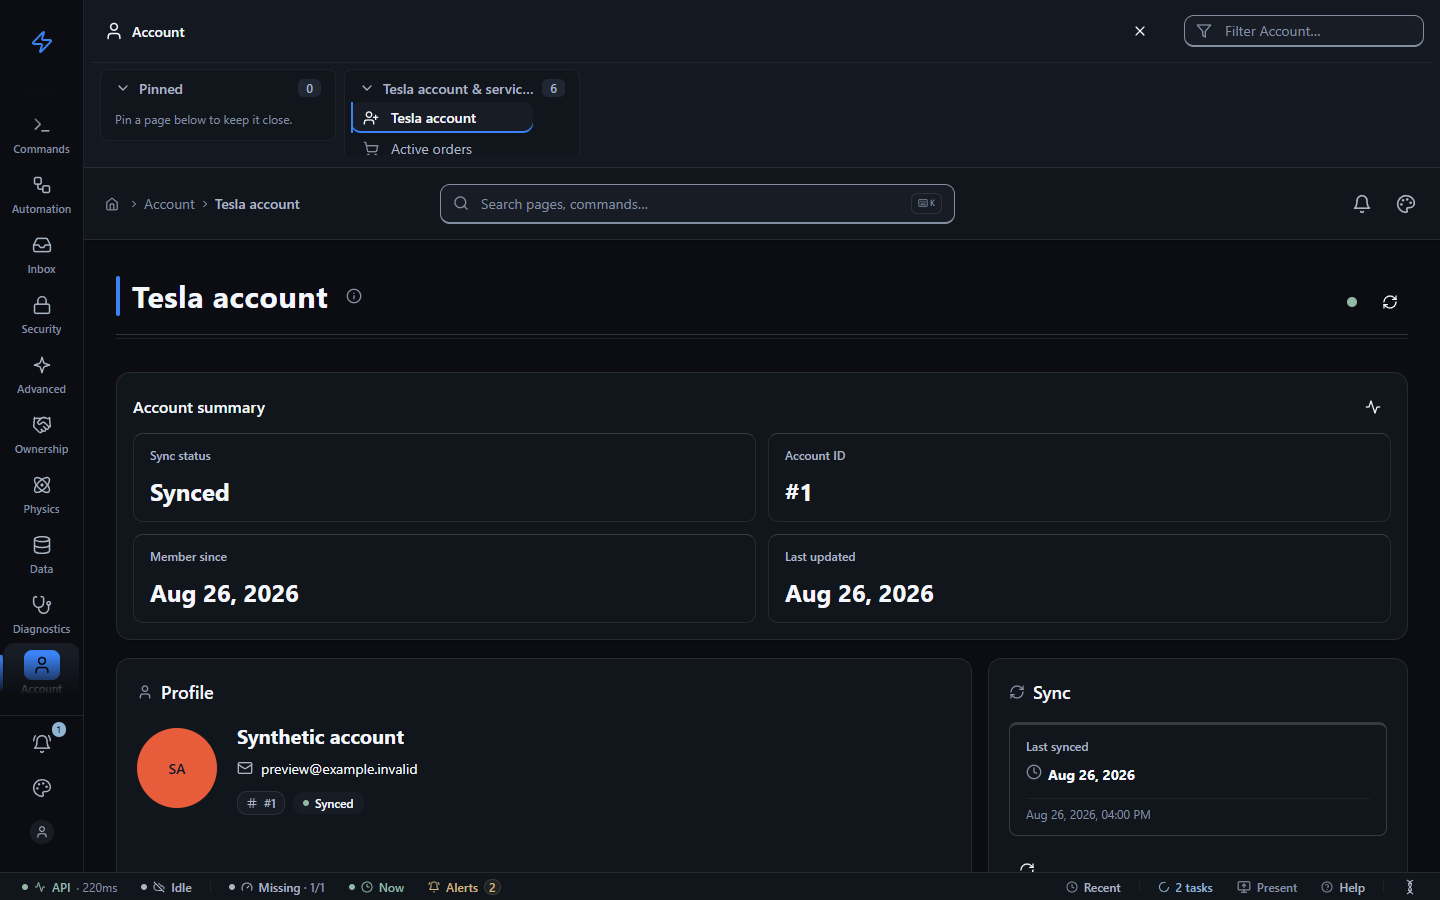 Account
Filter Account...
Pinned
0
Pin a page below to keep it close.
Tesla account & servic...
6
Tesla account
Active orders
Commands
Automation
Inbox
Security
Advanced
Ownership
Physics
Data
Diagnostics
Account
1
Account
Tesla account
Search pages, commands...
K
Tesla account
Account summary
Sync status
Synced
Account ID
#1
Member since
Aug 26, 2026
Last updated
Aug 26, 2026
Profile
SA
Synthetic account
preview@example.invalid
#1
Synced
Sync
Last synced
Aug 26, 2026
Aug 26, 2026, 04:00 PM
API · 220ms
Idle
Missing · 1/1
Now
Alerts 2
Recent
2 tasks
Present
Help